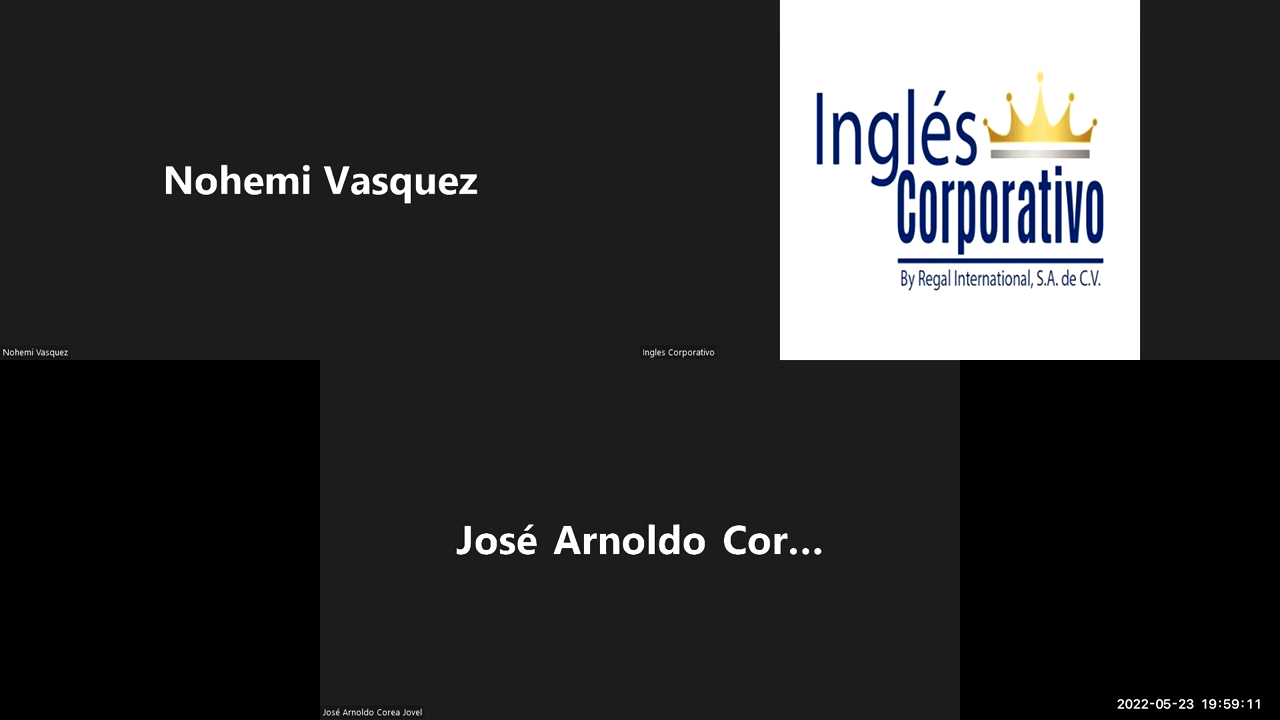 Nohemi Vasquez
Inglés
Corporativo
By Regal International, S.A. de C.V.
Nohemi Vasquez
Ingles Corporativo
José Arnoldo Cor...
José Arnoldo Corea Jovel
2022-05-23 19:59:11